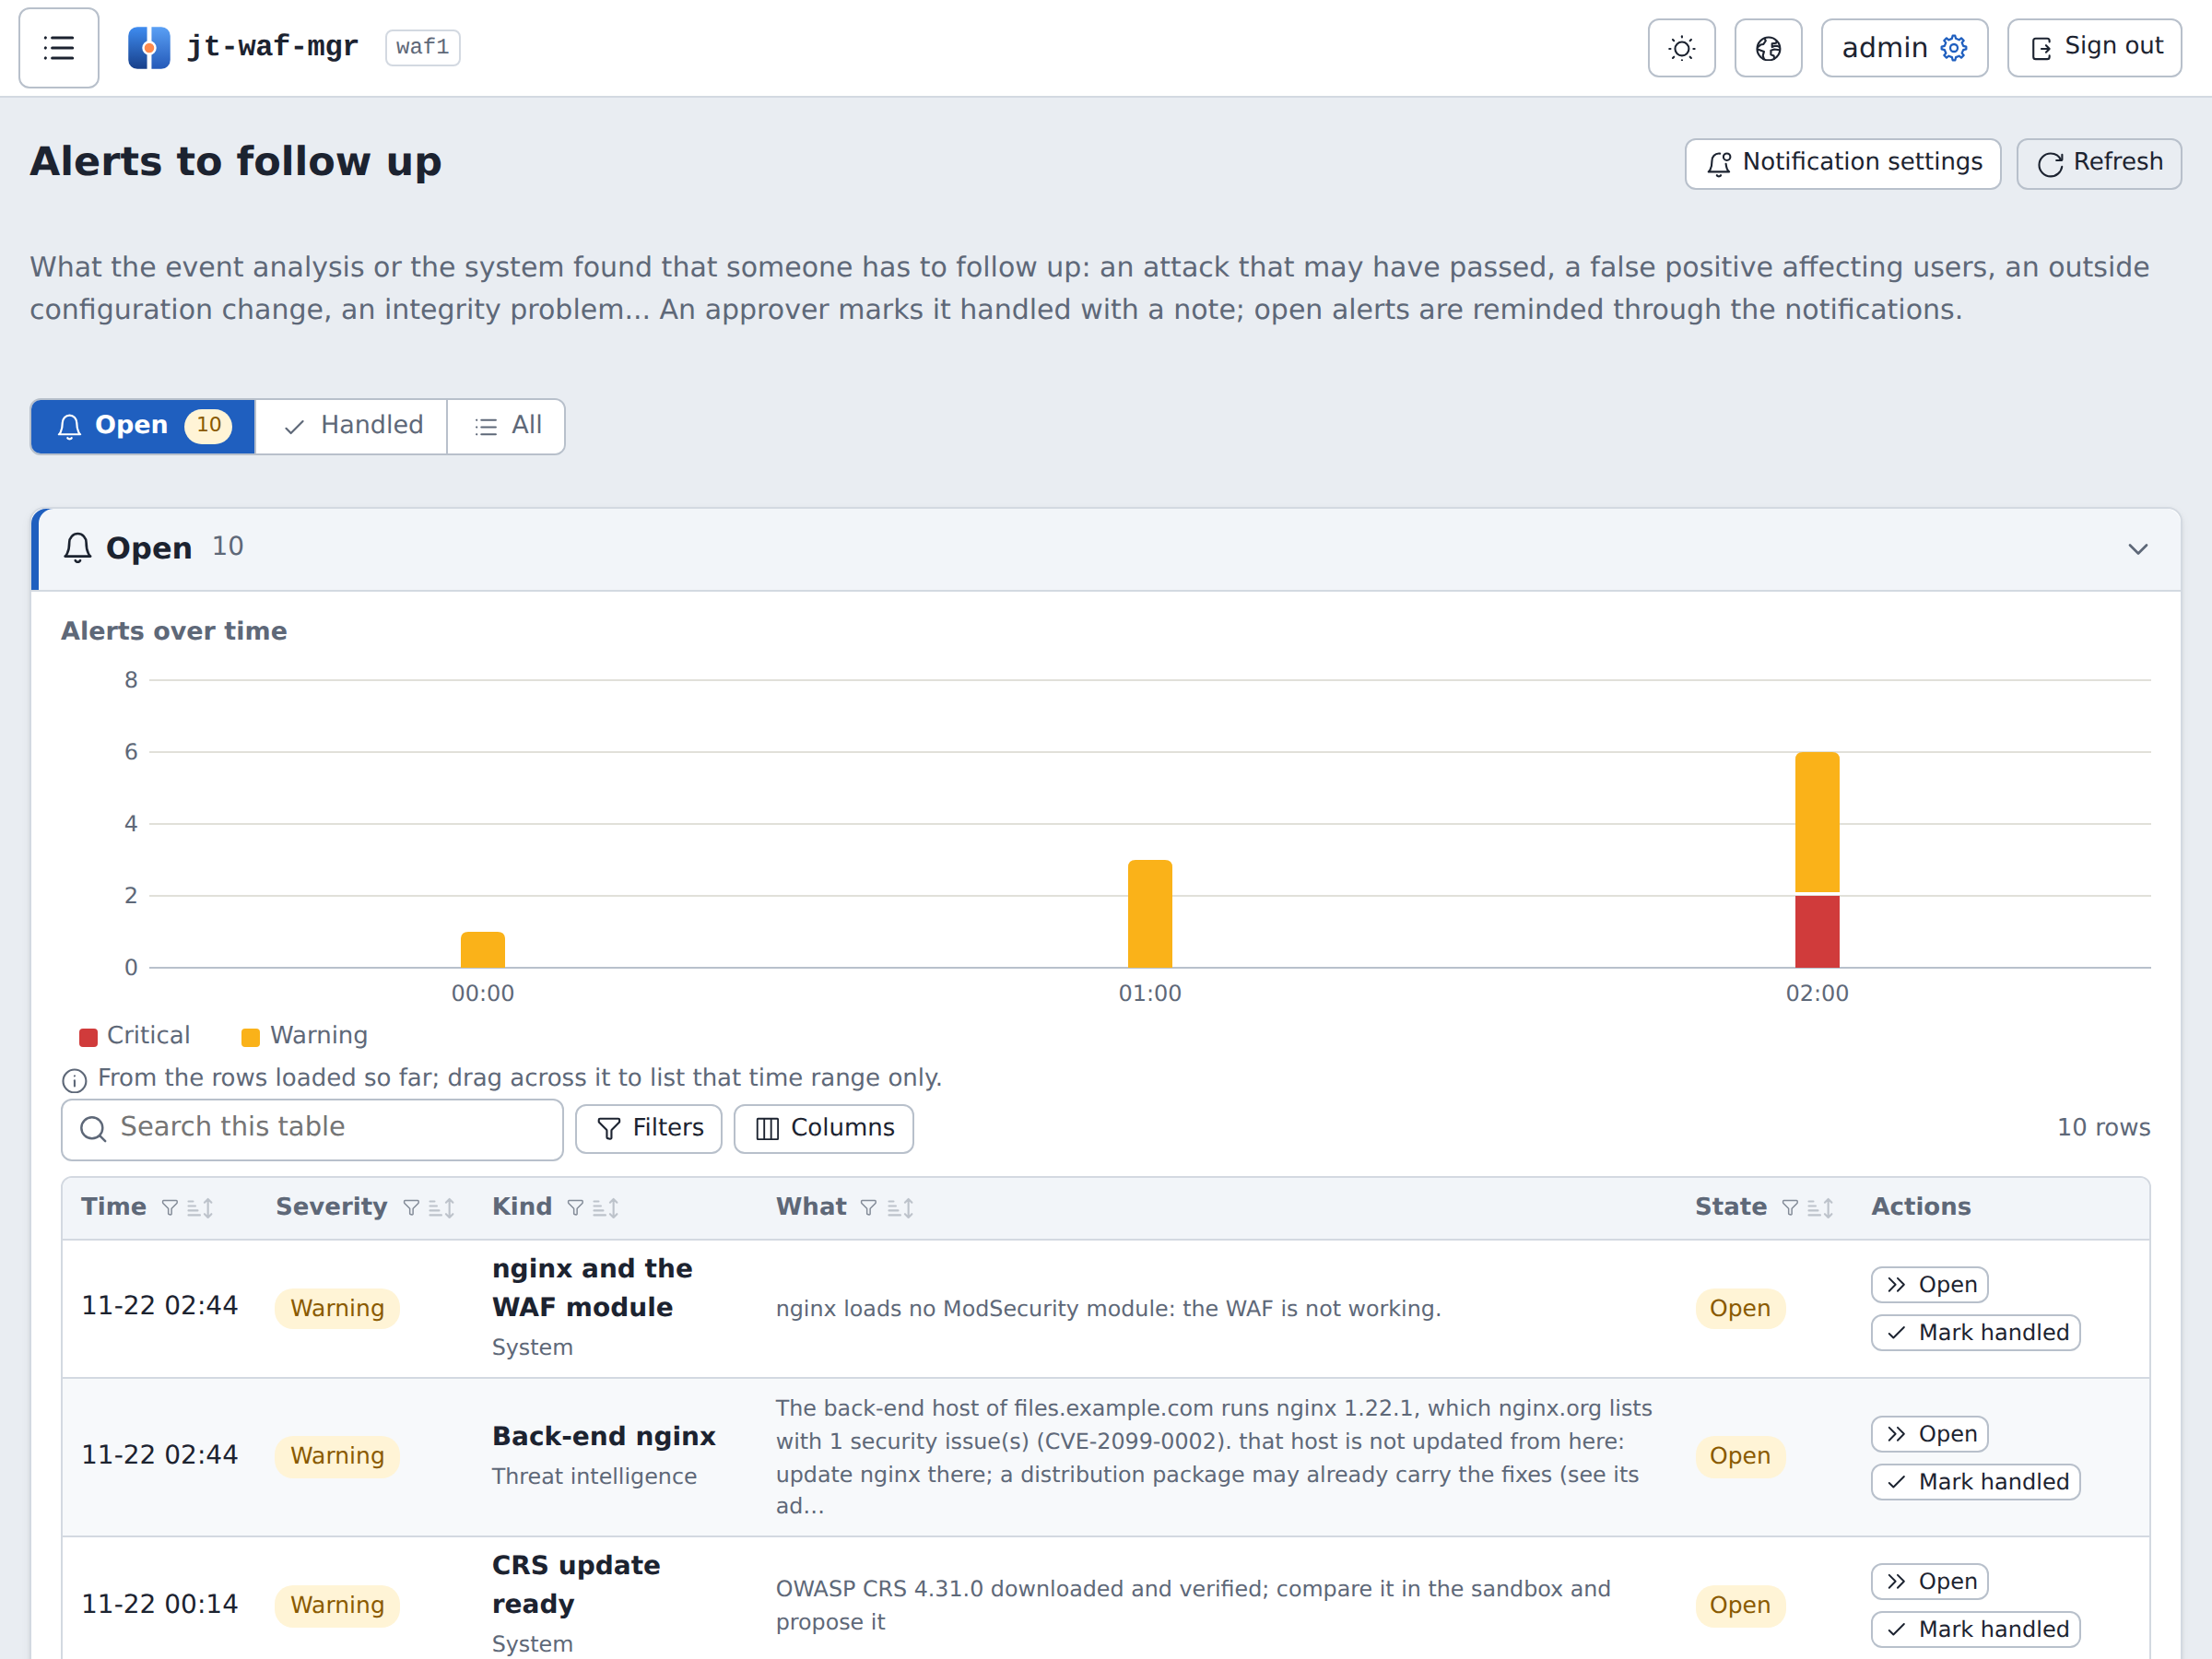 jt-waf-mgr waf1 admin Sign out
Alerts to follow up
Notification settings Refresh
What the event analysis or the system found that someone has to follow up: an attack that may have passed, a false positive affecting users, an outside
configuration change, an integrity problem... An approver marks it handled with a note; open alerts are reminded through the notifications.
Open 10 Handled All
Open 10
Alerts over time
8
6
4
2
0
00:00 01:00 02:00
Critical Warning
From the rows loaded so far; drag across it to list that time range only.
Search this table Filters Columns 10 rows
Time Severity Kind What State Actions
11-22 02:44 Warning
nginx and the
WAF module
System
nginx loads no ModSecurity module: the WAF is not working.
Open
Open
Mark handled
11-22 02:44 Warning
Back-end nginx
Threat intelligence
The back-end host of files.example.com runs nginx 1.22.1, which nginx.org lists
with 1 security issue(s) (CVE-2099-0002). that host is not updated from here:
update nginx there; a distribution package may already carry the fixes (see its
ad...
Open
Open
Mark handled
11-22 00:14 Warning
CRS update
ready
System
OWASP CRS 4.31.0 downloaded and verified; compare it in the sandbox and
propose it
Open
Open
Mark handled